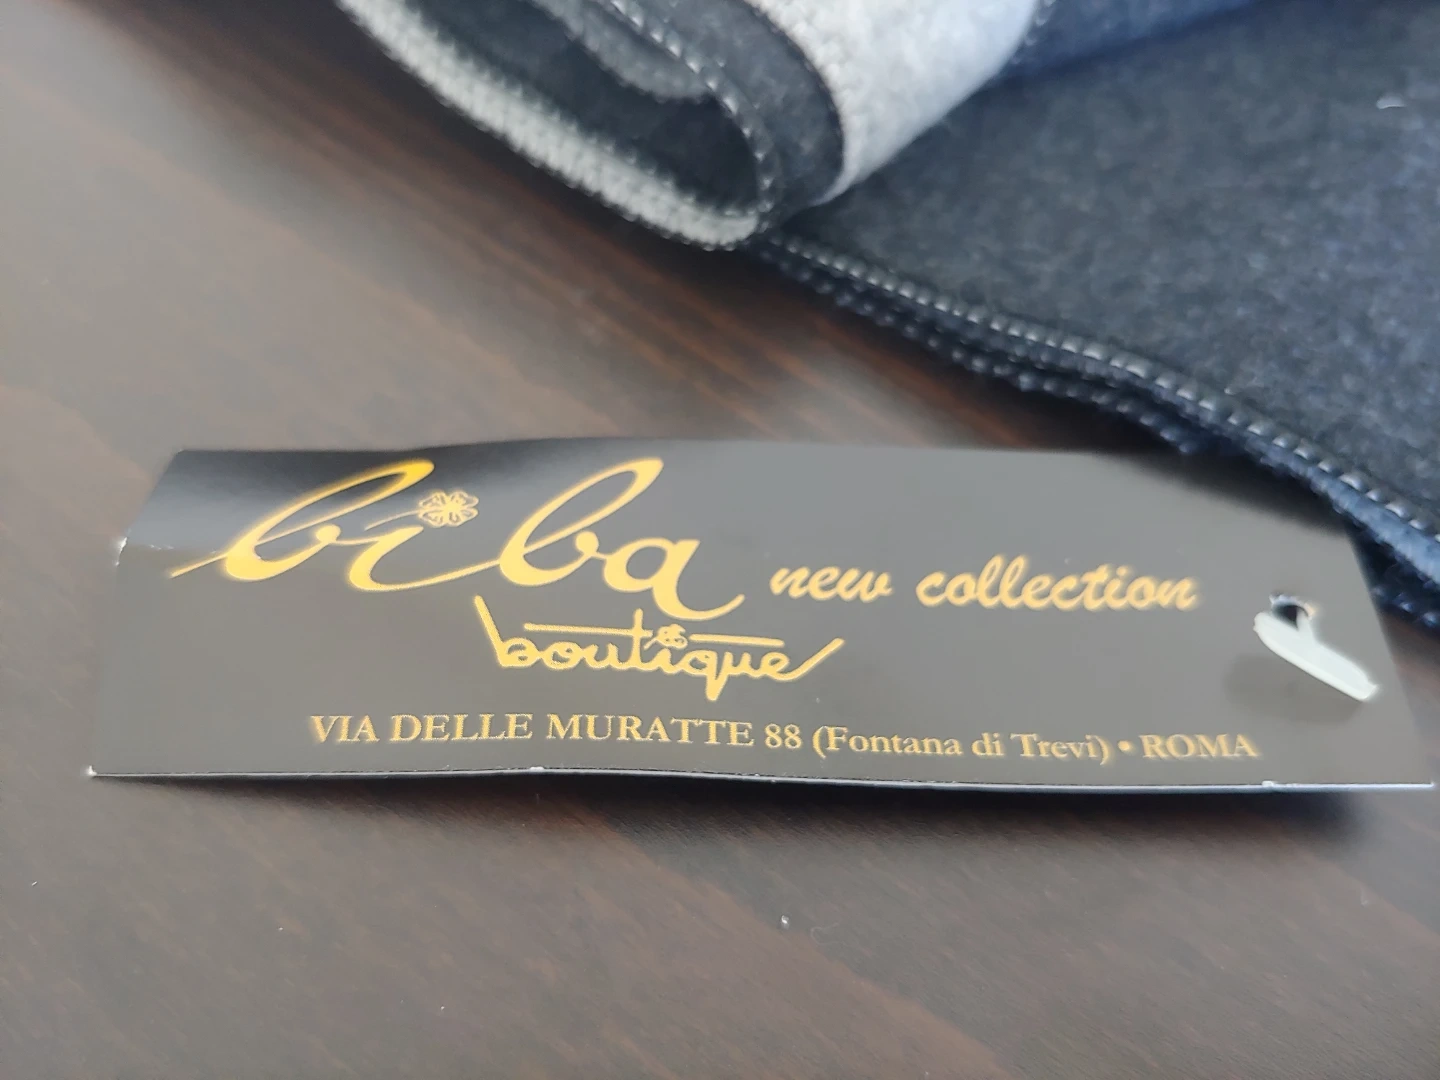 biba new collection
boutique
VIA DELLE MURATTE 88 (Fontana di Trevi) • ROMA